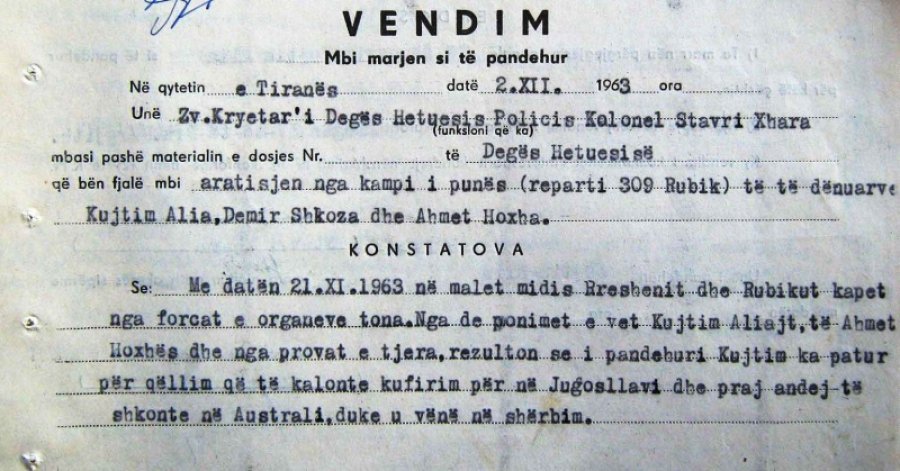 VENDIM
Mbi marjen si të pandehur
Në qytetin e Tiranës datë 2.XII. 1963 ora
Unë Zv.Kryetar'i Degës Hetuesis Policis Kolonel Stavri Xhara
(funksioni që ka)
mbasi pashë materialin e dosjes Nr. të Degës Hetuesisë
që bën fjalë mbi aratisjen nga kampi i punës (reparti 309 Rubik) të të dënuarve
Kujtim Alia,Demir Shkoza dhe Ahmet Hoxha.
KONSTATOVA
Se: Me datën 21.XI.1963 në malet midis Rreshenit dhe Rubikut kapet
nga forcat e organeve tona.Nga de ponimet e vet Kujtim Aliajt,të Ahmet
Hoxhës dhe nga provat e tjera,rezulton se i pandehuri Kujtim ka patur
për qëllim që të kalonte kufirim për në Jugosllavi dhe praj andej të
shkonte në Australi,duke u vënë në shërbim.